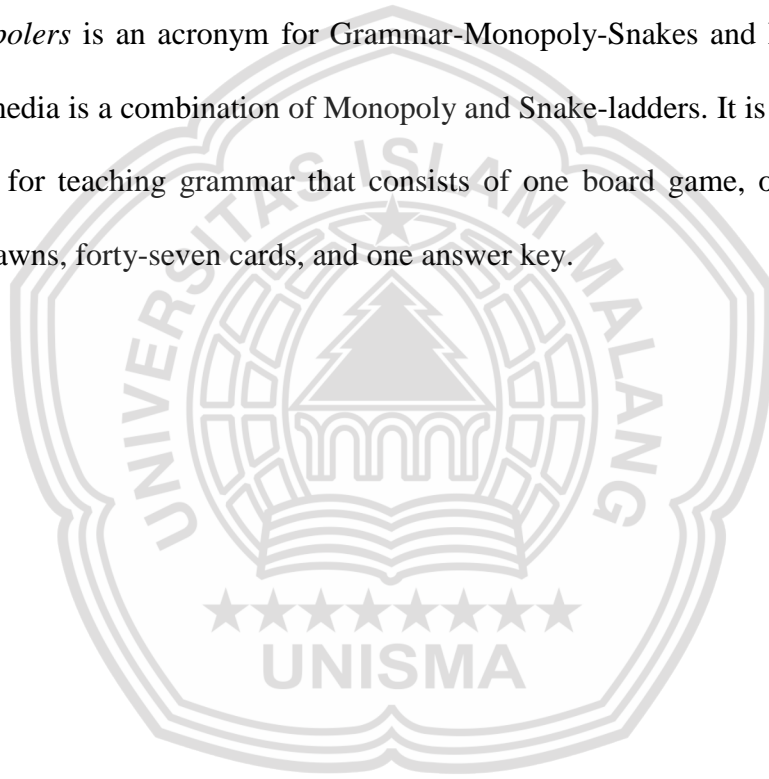 polers is an acronym for Grammar-Monopoly-Snakes and
media is a combination of Monopoly and Snake-ladders. It is
for teaching grammar that consists of one board game,
awns, forty-seven cards, and one answer key.
UNIVERSITAS ISLAM MALANG
UNISMA